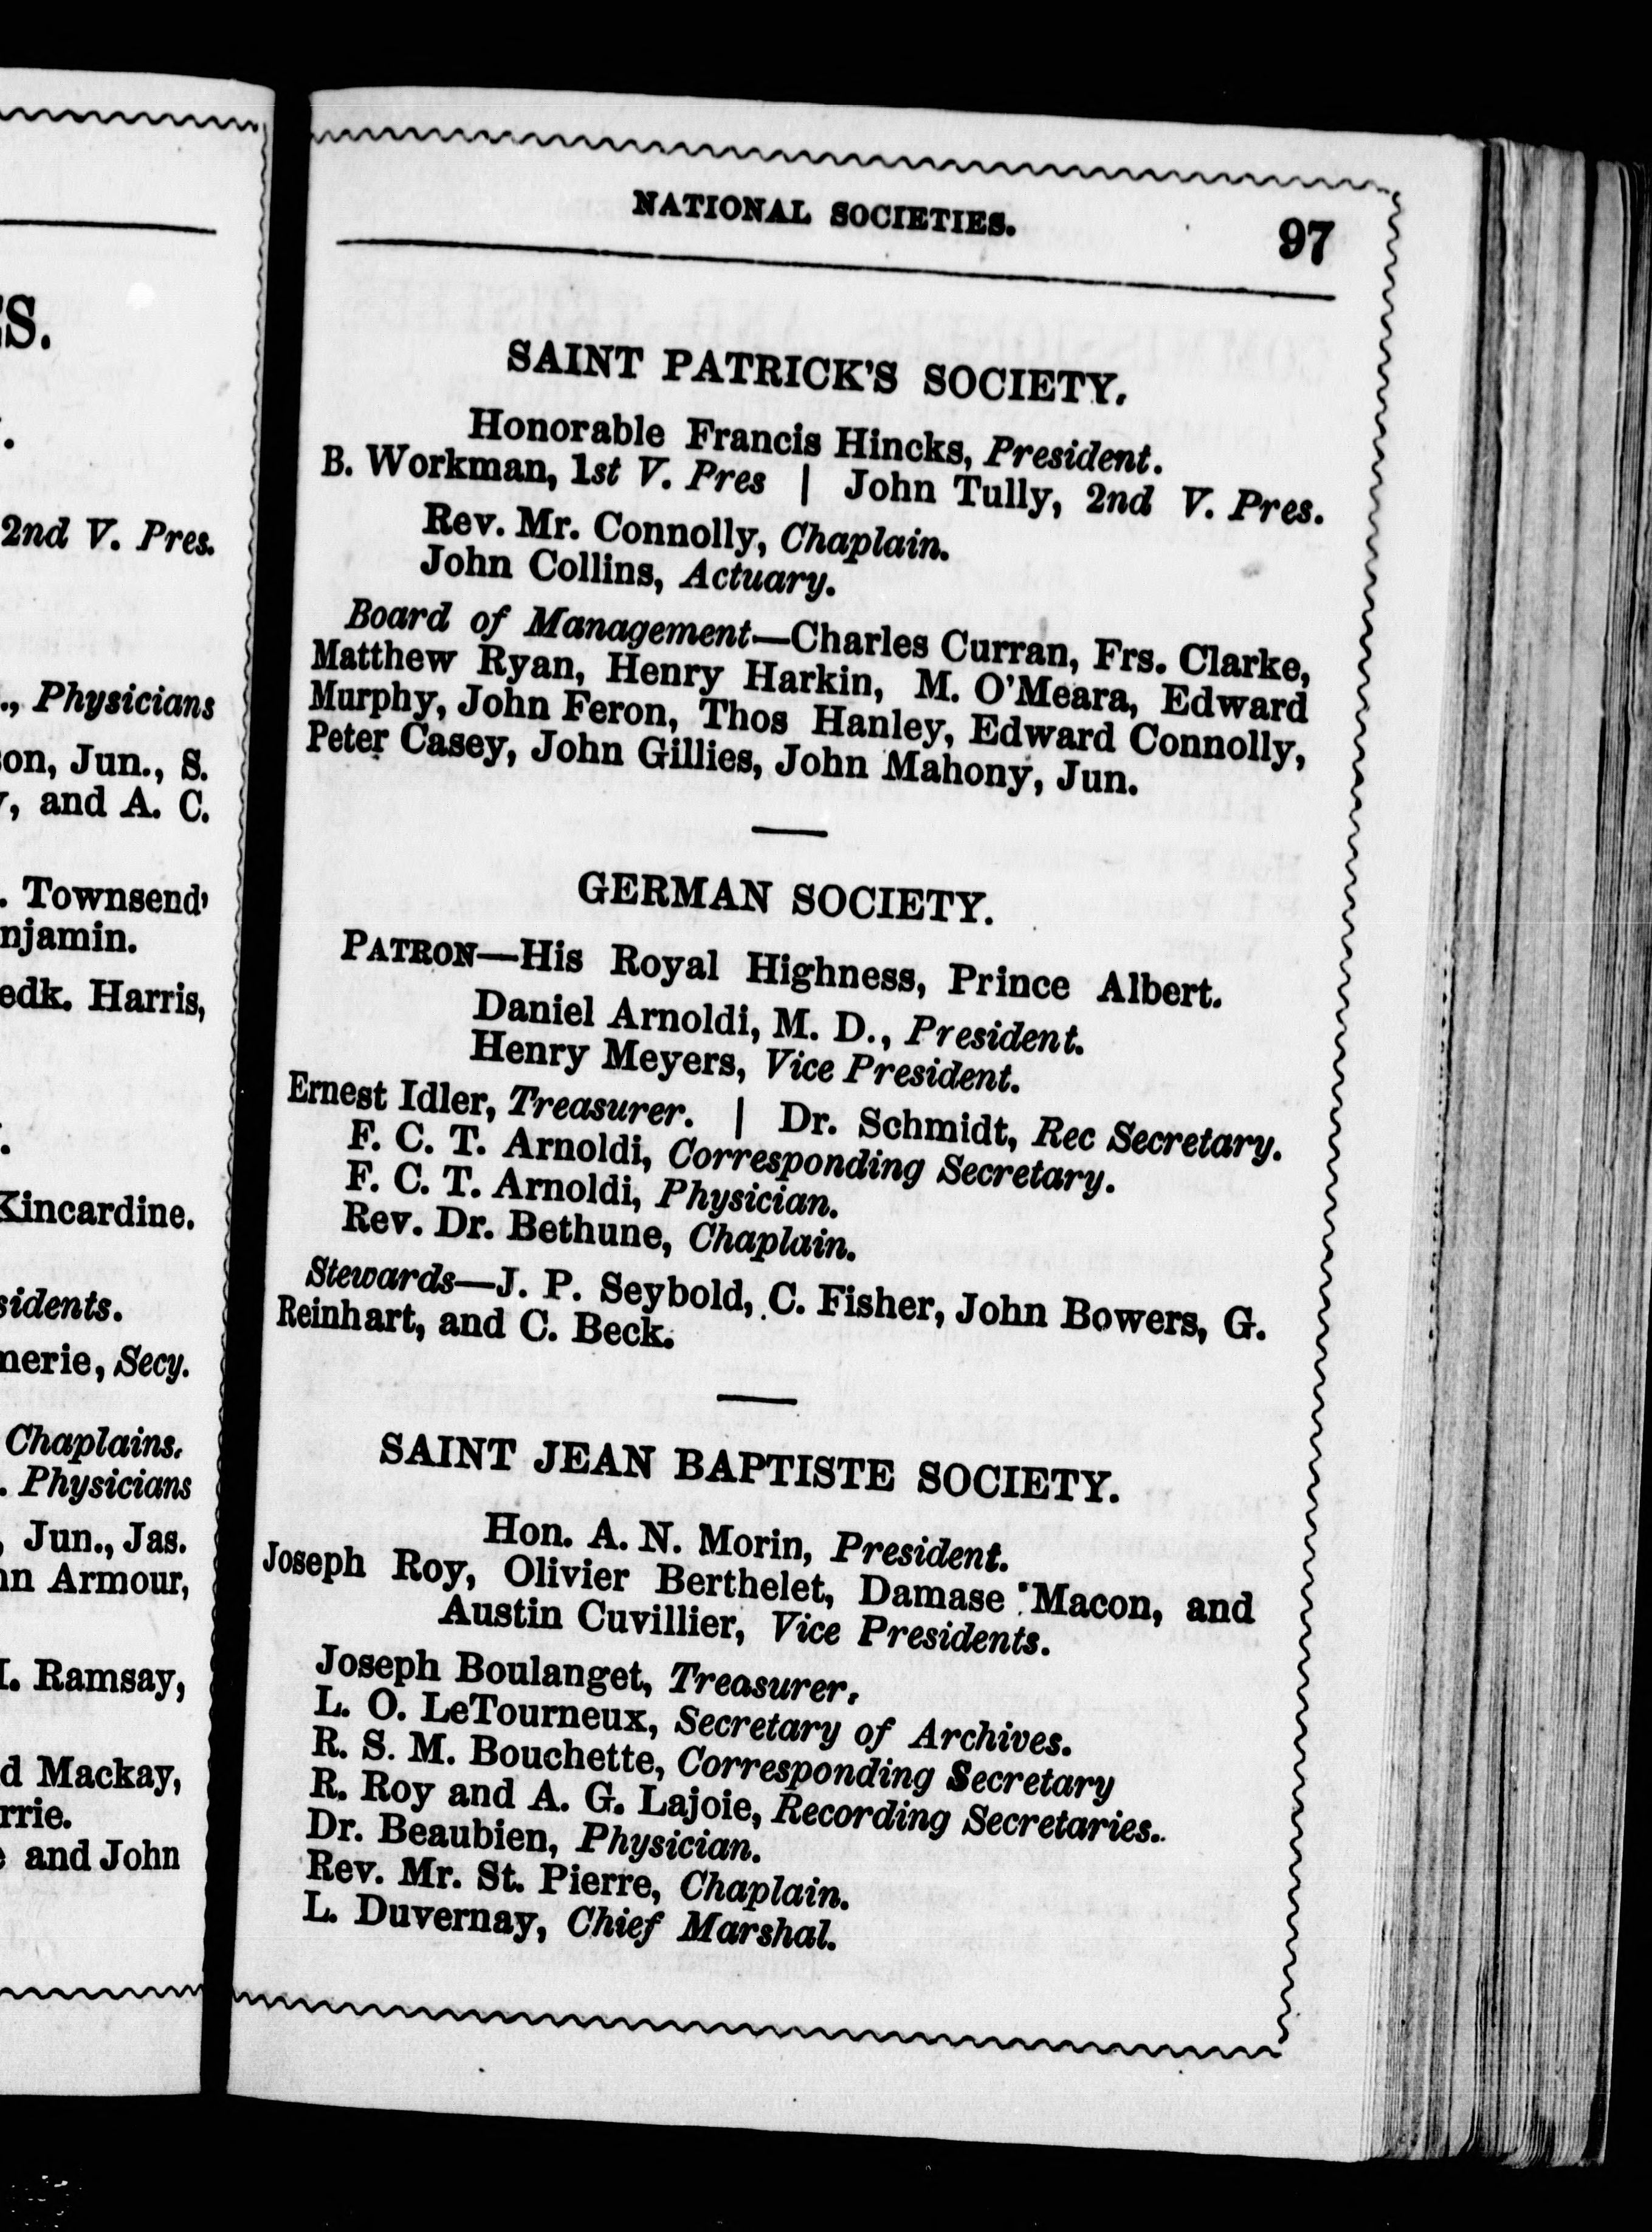 S.
.
2nd V. Pres.
., Physicians
on, Jun., S.
, and A. C.
. Townsend
njamin.
edk. Harris,
.
Kincardine.
sidents.
merie, Secy.
Chaplains.
. Physicians
, Jun., Jas.
nn Armour,
I. Ramsay,
d Mackay,
rrie.
and John
NATIONAL SOCIETIES.
97
SAINT PATRICK'S SOCIETY.
Honorable Francis Hincks, President.
B. Workman, 1st V. Pres | John Tully, 2nd V. Pres.
Rev. Mr. Connolly, Chaplain.
John Collins, Actuary.
Board of Management—Charles Curran, Frs. Clarke,
Matthew Ryan, Henry Harkin, M. O'Meara, Edward
Murphy, John Feron, Thos Hanley, Edward Connolly,
Peter Casey, John Gillies, John Mahony, Jun.
GERMAN SOCIETY.
PATRON—His Royal Highness, Prince Albert.
Daniel Arnoldi, M. D., President.
Henry Meyers, Vice President.
Ernest Idler, Treasurer. | Dr. Schmidt, Rec Secretary.
F. C. T. Arnoldi, Corresponding Secretary.
F. C. T. Arnoldi, Physician.
Rev. Dr. Bethune, Chaplain.
Stewards—J. P. Seybold, C. Fisher, John Bowers, G.
Reinhart, and C. Beck.
SAINT JEAN BAPTISTE SOCIETY.
Hon. A. N. Morin, President.
Joseph Roy, Olivier Berthelet, Damase Macon, and
Austin Cuvillier, Vice Presidents.
Joseph Boulanget, Treasurer.
L. O. LeTourneux, Secretary of Archives.
R. S. M. Bouchette, Corresponding Secretary
R. Roy and A. G. Lajoie, Recording Secretaries.
Dr. Beaubien, Physician.
Rev. Mr. St. Pierre, Chaplain.
L. Duvernay, Chief Marshal.